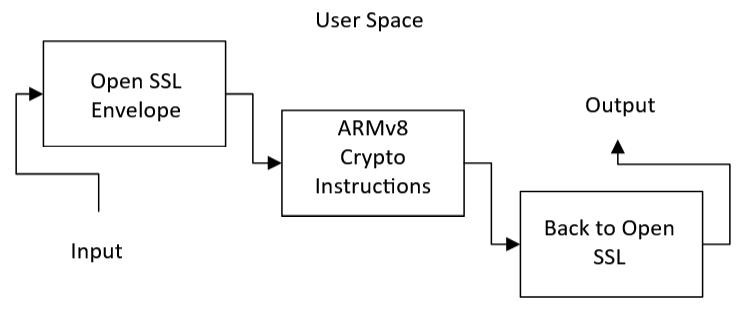 User Space
Open SSL
Envelope
ARMv8
Crypto
Instructions
Output
Back to Open
SSL
Input